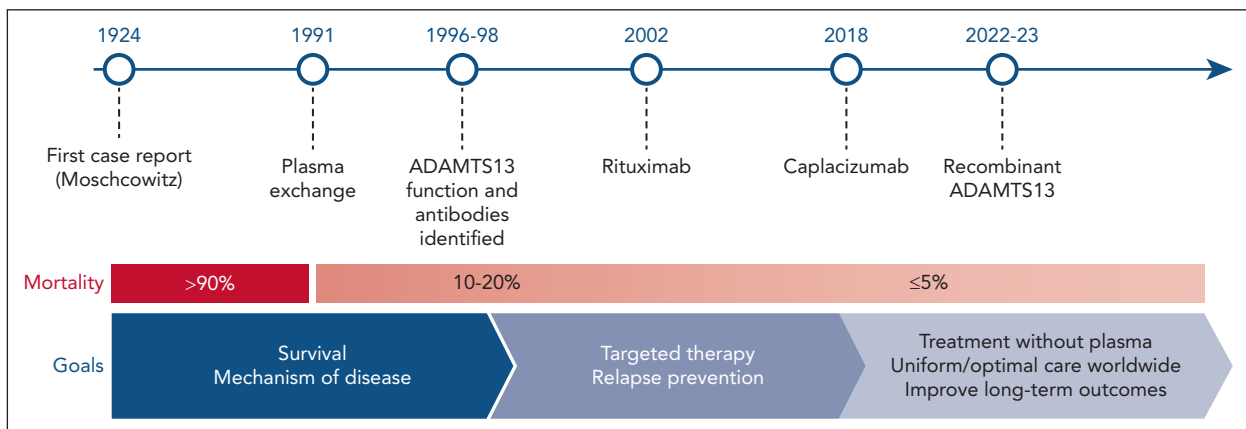 1924
1991
1996-98
2002
2018
2022-23
First case report
(Moschcowitz)
Plasma
exchange
ADAMTS13
function and
antibodies
identified
Rituximab
Caplacizumab
Recombinant
ADAMTS13
Mortality
>90%
10-20%
≤5%
Goals
Survival
Mechanism of disease
Targeted therapy
Relapse prevention
Treatment without plasma
Uniform/optimal care worldwide
Improve long-term outcomes